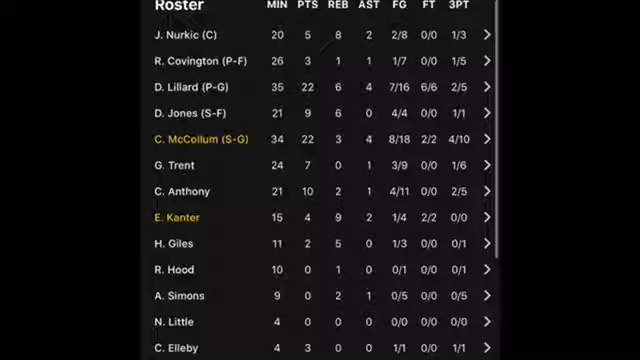 Roster MIN PTS REB AST FG FT 3PT
J. Nurkic (C) 20 5 8 2 2/8 0/0 1/3
R. Covington (P-F) 26 3 1 1 1/7 0/0 1/5
D. Lillard (P-G) 35 22 6 4 7/16 6/6 2/5
D. Jones (S-F) 21 9 6 0 4/4 0/0 1/1
C. McCollum (S-G) 34 22 3 4 8/18 2/2 4/10
G. Trent 24 7 0 1 3/9 0/0 1/6
C. Anthony 21 10 2 1 4/11 0/0 2/5
E. Kanter 15 4 9 2 1/4 2/2 0/0
H. Giles 11 2 5 0 1/3 0/0 0/1
R. Hood 10 0 1 0 0/1 0/0 0/1
A. Simons 9 0 2 1 0/5 0/0 0/5
N. Little 4 0 0 0 0/0 0/0 0/0
C. Elleby 4 3 0 0 1/1 0/0 1/1